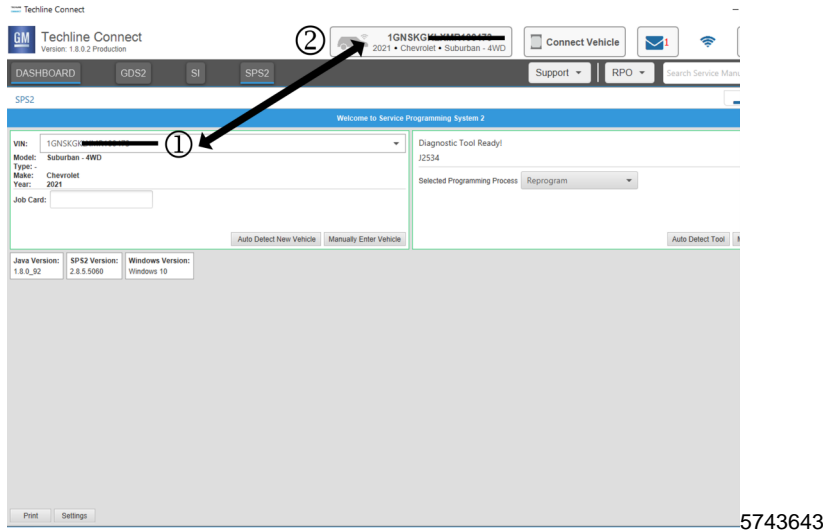 Techline Connect
GM
Techline Connect
Version: 1.8.0.2 Production
②
2021 • Chevrolet • Suburban - 4WD
Connect Vehicle
1
DASHBOARD GDS2 SI SPS2
Support RPO Search Service Manu
SPS2
Welcome to Service Programming System 2
VIN: 1GNSKG
①
Model: Suburban - 4WD
Type: -
Make: Chevrolet
Year: 2021
Job Card:
Auto Detect New Vehicle Manually Enter Vehicle
Diagnostic Tool Ready!
J2534
Selected Programming Process Reprogram
Auto Detect Tool
Java Version:
1.8.0_92
SPS2 Version:
2.8.5.5060
Windows Version:
Windows 10
Print Settings
5743643